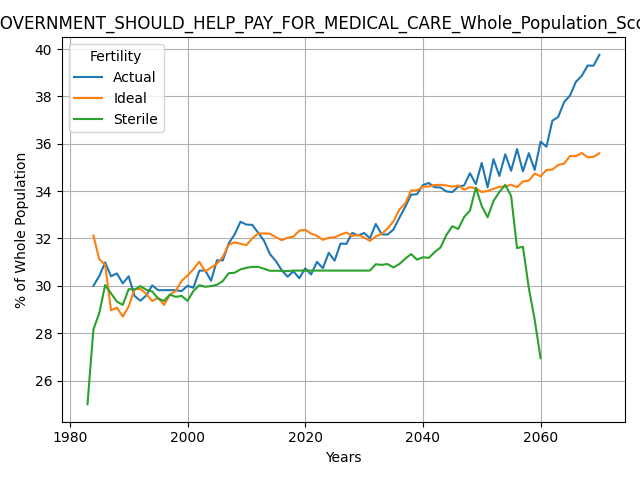 OVERNMENT_SHOULD_HELP_PAY_FOR_MEDICAL_CARE_Whole_Population_Sco
Fertility
Actual
Ideal
Sterile
% of Whole Population
40
38
36
34
32
30
28
26
1980
2000
2020
2040
2060
Years